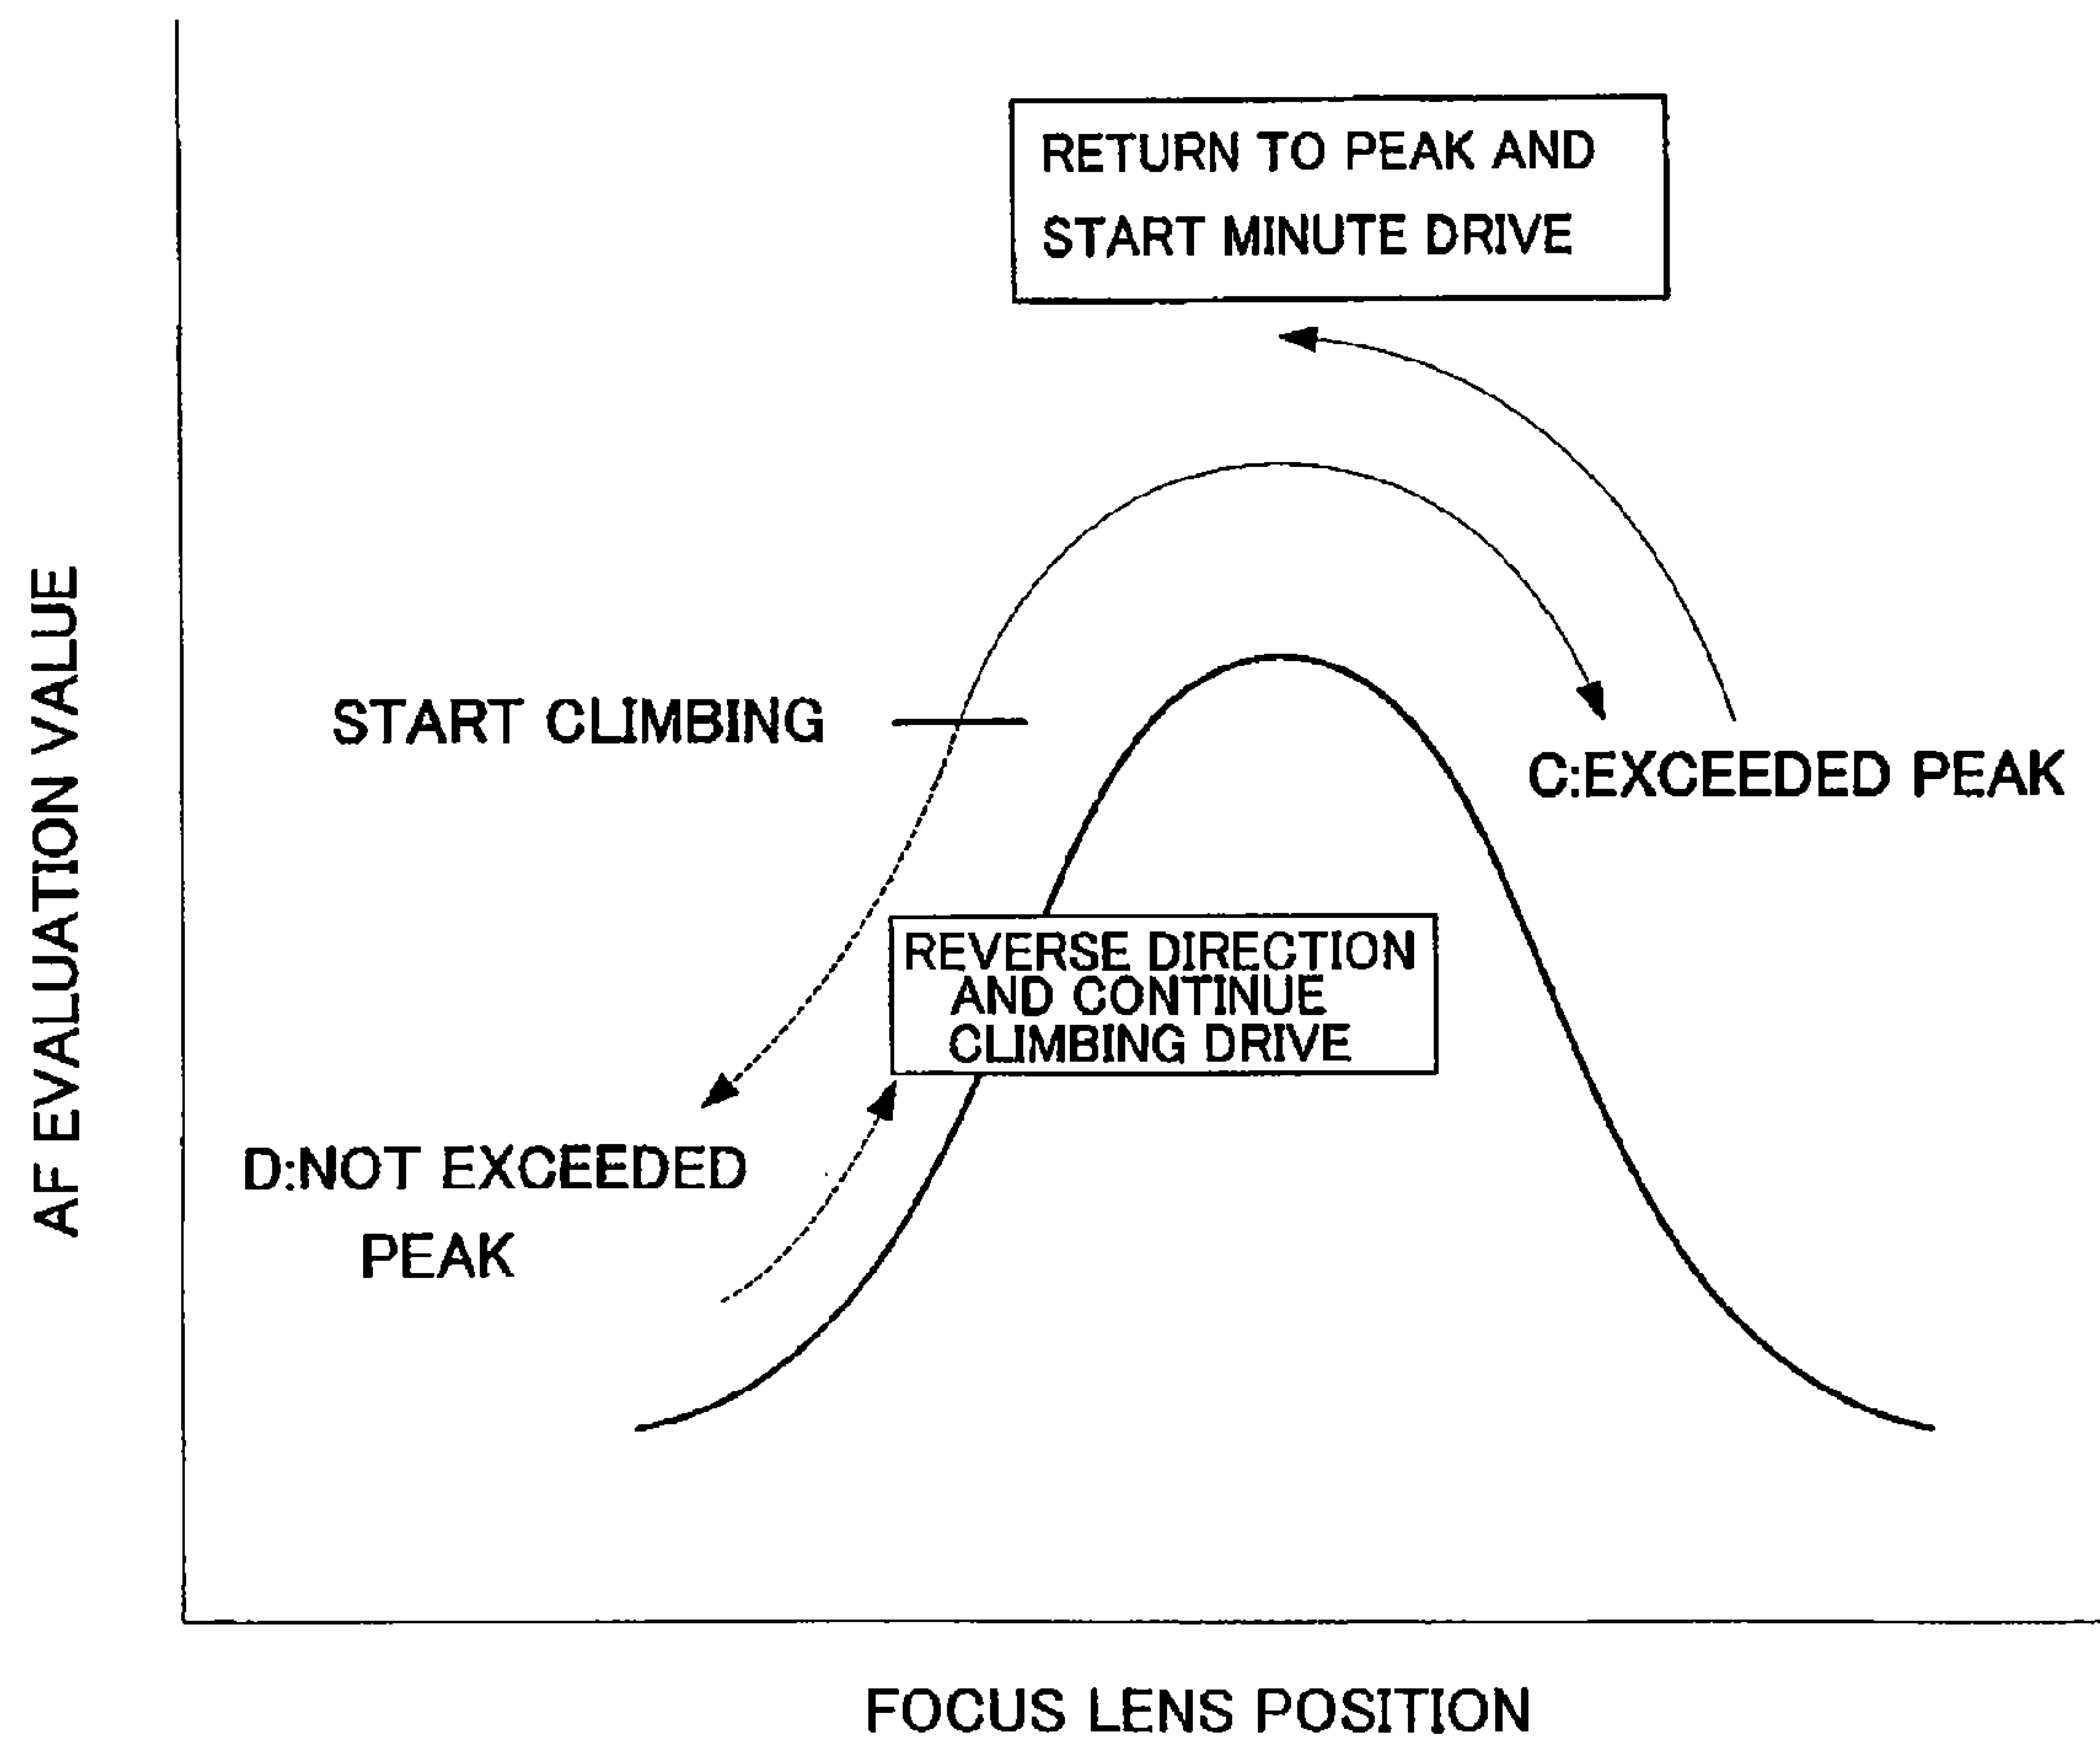 RETURN TO PEAK AND
START MINUTE DRIVE
START CLIMBING
C:EXCEEDED PEAK
REVERSE DIRECTION
AND CONTINUE
CLIMBING DRIVE
D:NOT EXCEEDED
PEAK
AF EVALUATION VALUE
FOCUS LENS POSITION